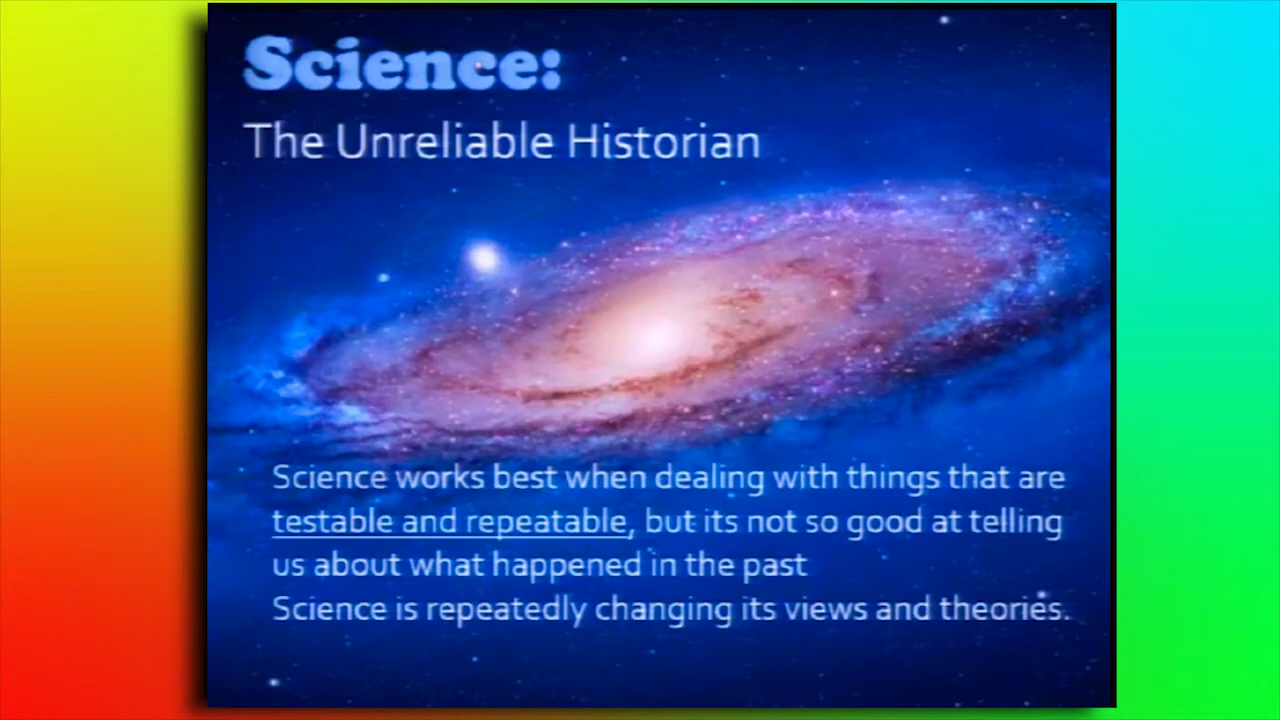 Science:
The Unreliable Historian
Science works best when dealing with things that are
testable and repeatable, but its not so good at telling
us about what happened in the past
Science is repeatedly changing its views and theories.